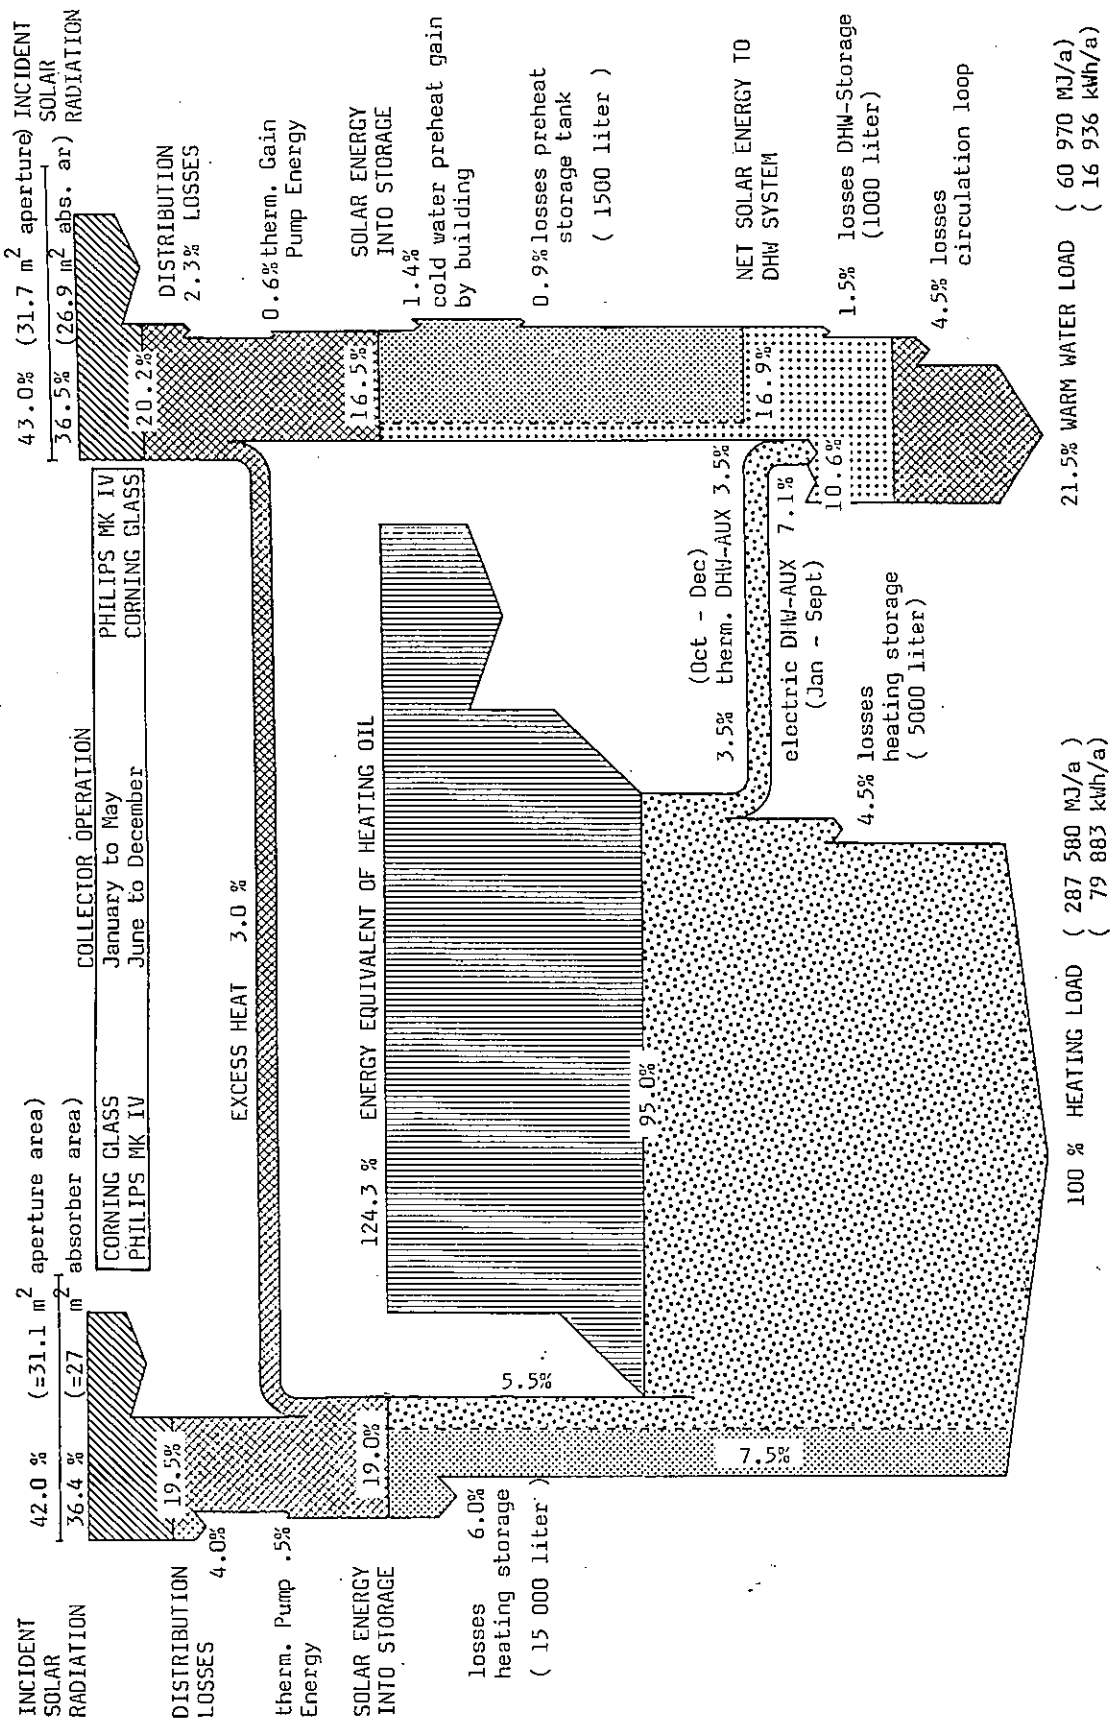 INCIDENT
SOLAR
RADIATION
42.0 % (=31.1 m² aperture area)
36.4 % (=27 m² absorber area)
COLLECTOR OPERATION
CORNING GLASS January to May PHILIPS MK IV
PHILIPS MK IV June to December CORNING GLASS
43.0% (31.7 m² aperture)
36.5% (26.9 m² abs. ar)
INCIDENT
SOLAR
RADIATION
19.5%
20.2%
DISTRIBUTION
LOSSES
4.0%
DISTRIBUTION
2.3% LOSSES
therm. Pump .5%
Energy
EXCESS HEAT 3.0 %
0.6% therm. Gain
Pump Energy
SOLAR ENERGY
INTO STORAGE
19.0%
124.3 % ENERGY EQUIVALENT OF HEATING OIL
16.5%
SOLAR ENERGY
INTO STORAGE
1.4%
cold water preheat gain
by building
losses 6.0%
heating storage
( 15 000 liter )
5.5%
0.9% losses preheat
storage tank
( 1500 liter )
95.0%
7.5%
(Oct - Dec)
3.5% therm. DHW-AUX 3.5%
electric DHW-AUX 7.1%
(Jan - Sept)
16.9%
NET SOLAR ENERGY TO
DHW SYSTEM
10.6%
1.5% losses DHW-Storage
(1000 liter)
4.5% losses
heating storage
( 5000 liter)
4.5% losses
circulation loop
100 % HEATING LOAD ( 287 580 MJ/a )
( 79 883 kWh/a)
21.5% WARM WATER LOAD ( 60 970 MJ/a)
( 16 936 kWh/a)